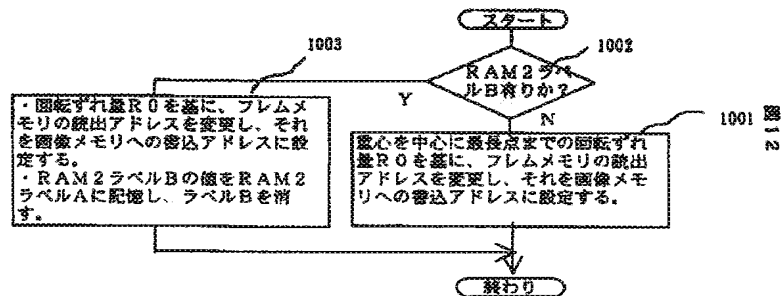 スタート
1003
1002
RAM2ラベ
ルB有りか?
Y
N
・回転ずれ量R0を基に、フレムメ
モリの読出アドレスを変更し、それ
を画像メモリへの書込アドレスに設
定する。
・RAM2ラベルBの値をRAM2
ラベルAに記憶し、ラベルBを消
す。
1001
重心を中心に最長点までの回転ずれ
量R0を基に、フレムメモリの読出
アドレスを変更し、それを画像メモ
リへの書込アドレスに設定する。
図12
終わり